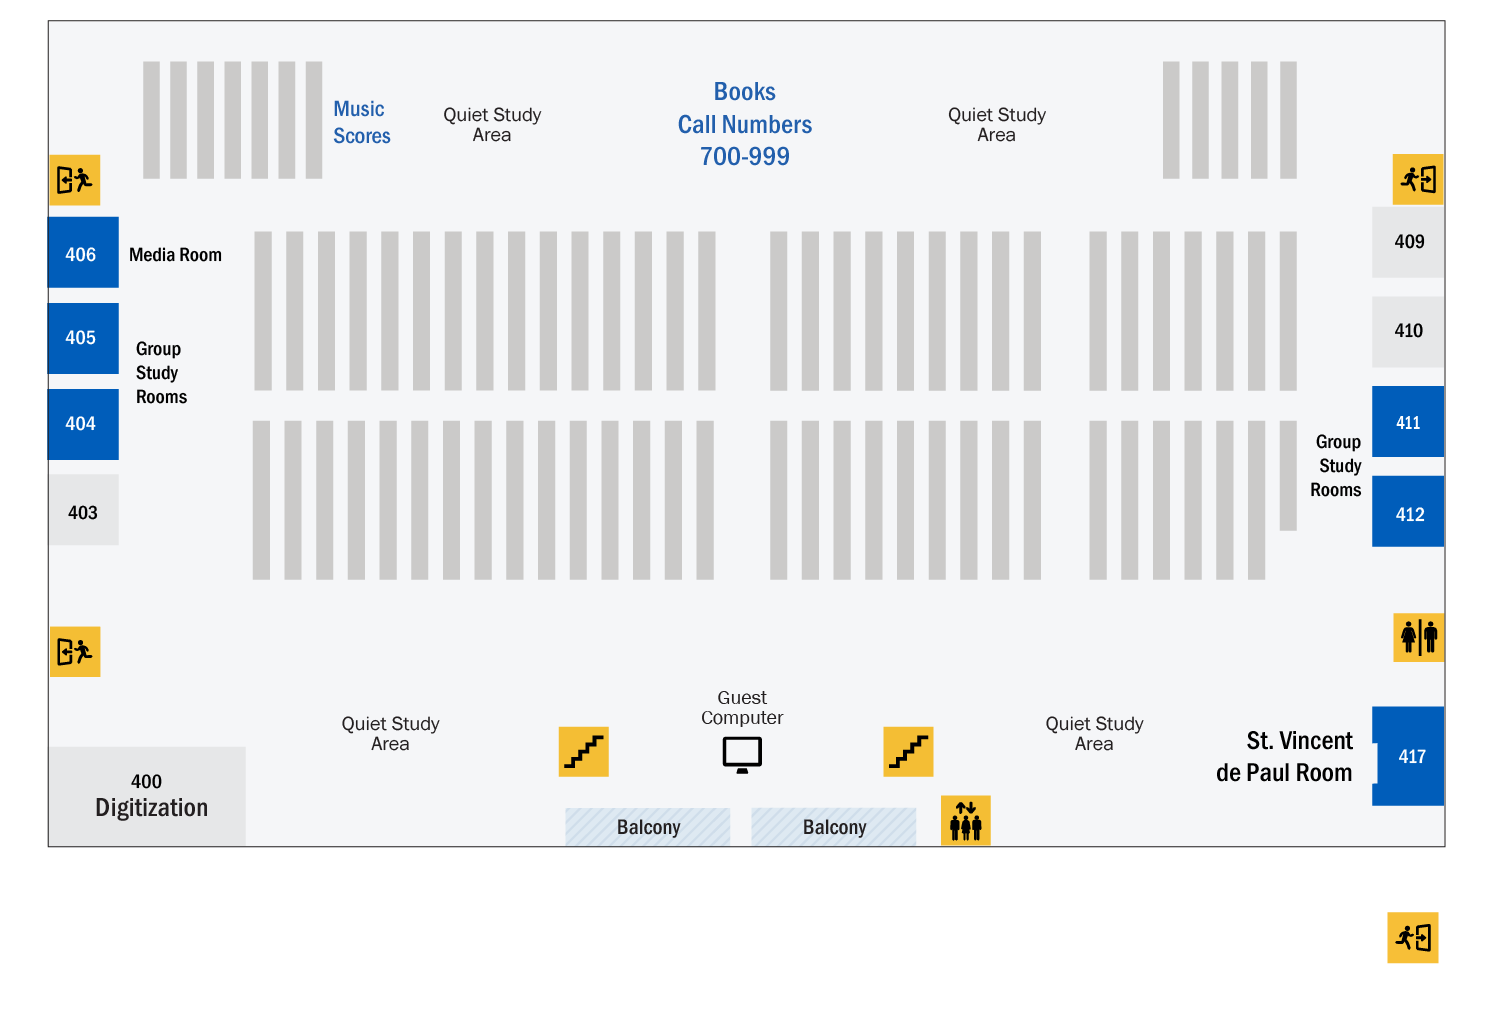 Music
Scores
Quiet Study
Area
Books
Call Numbers
700-999
Quiet Study
Area
406
Media Room
405
Group
Study
Rooms
404
403
409
410
411
Group
Study
Rooms
412
Quiet Study
Area
Guest
Computer
Quiet Study
Area
St. Vincent
de Paul Room
417
400
Digitization
Balcony
Balcony